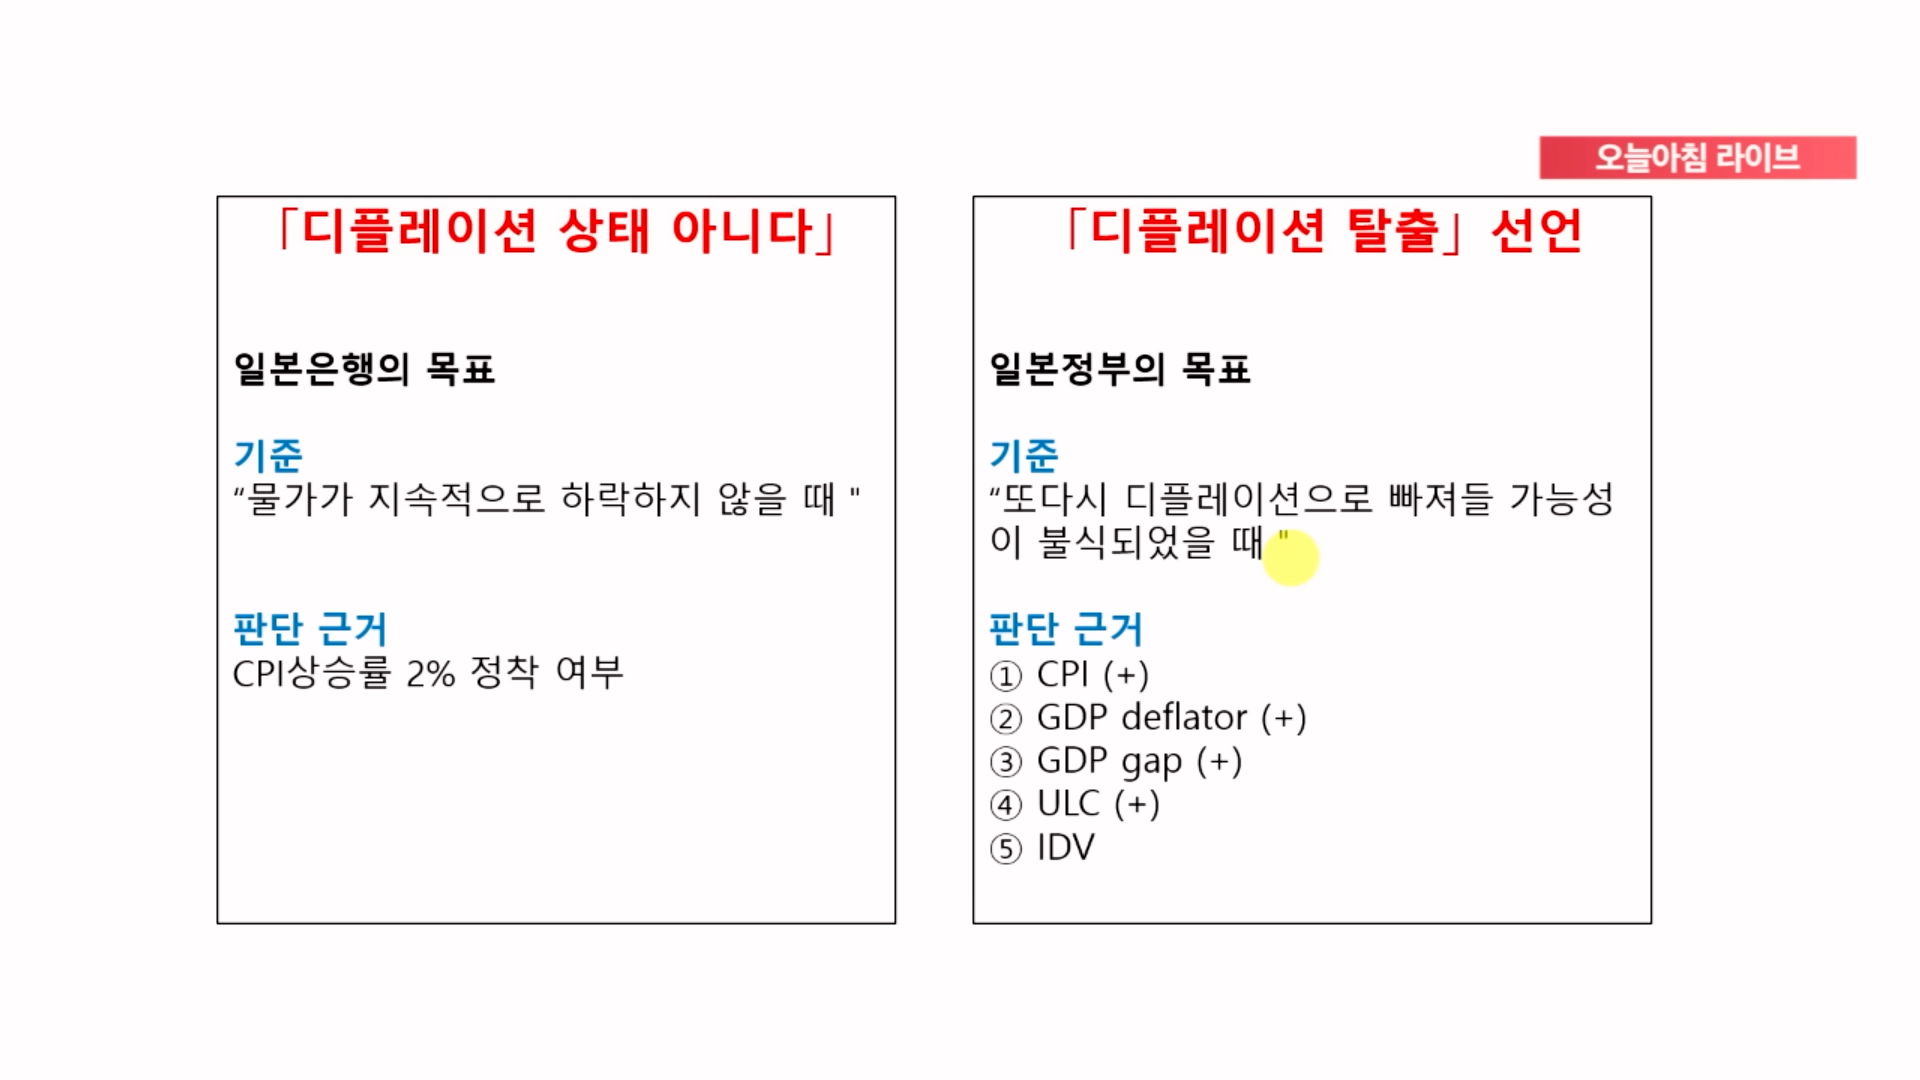 오늘아침 라이브
「디플레이션 상태 아니다」
일본은행의 목표
기준
“물가가 지속적으로 하락하지 않을 때 "
판단 근거
CPI상승률 2% 정착 여부
「디플레이션 탈출」 선언
일본정부의 목표
기준
“또다시 디플레이션으로 빠져들 가능성
이 불식되었을 때 "
판단 근거
① CPI (+)
② GDP deflator (+)
③ GDP gap (+)
④ ULC (+)
⑤ IDV